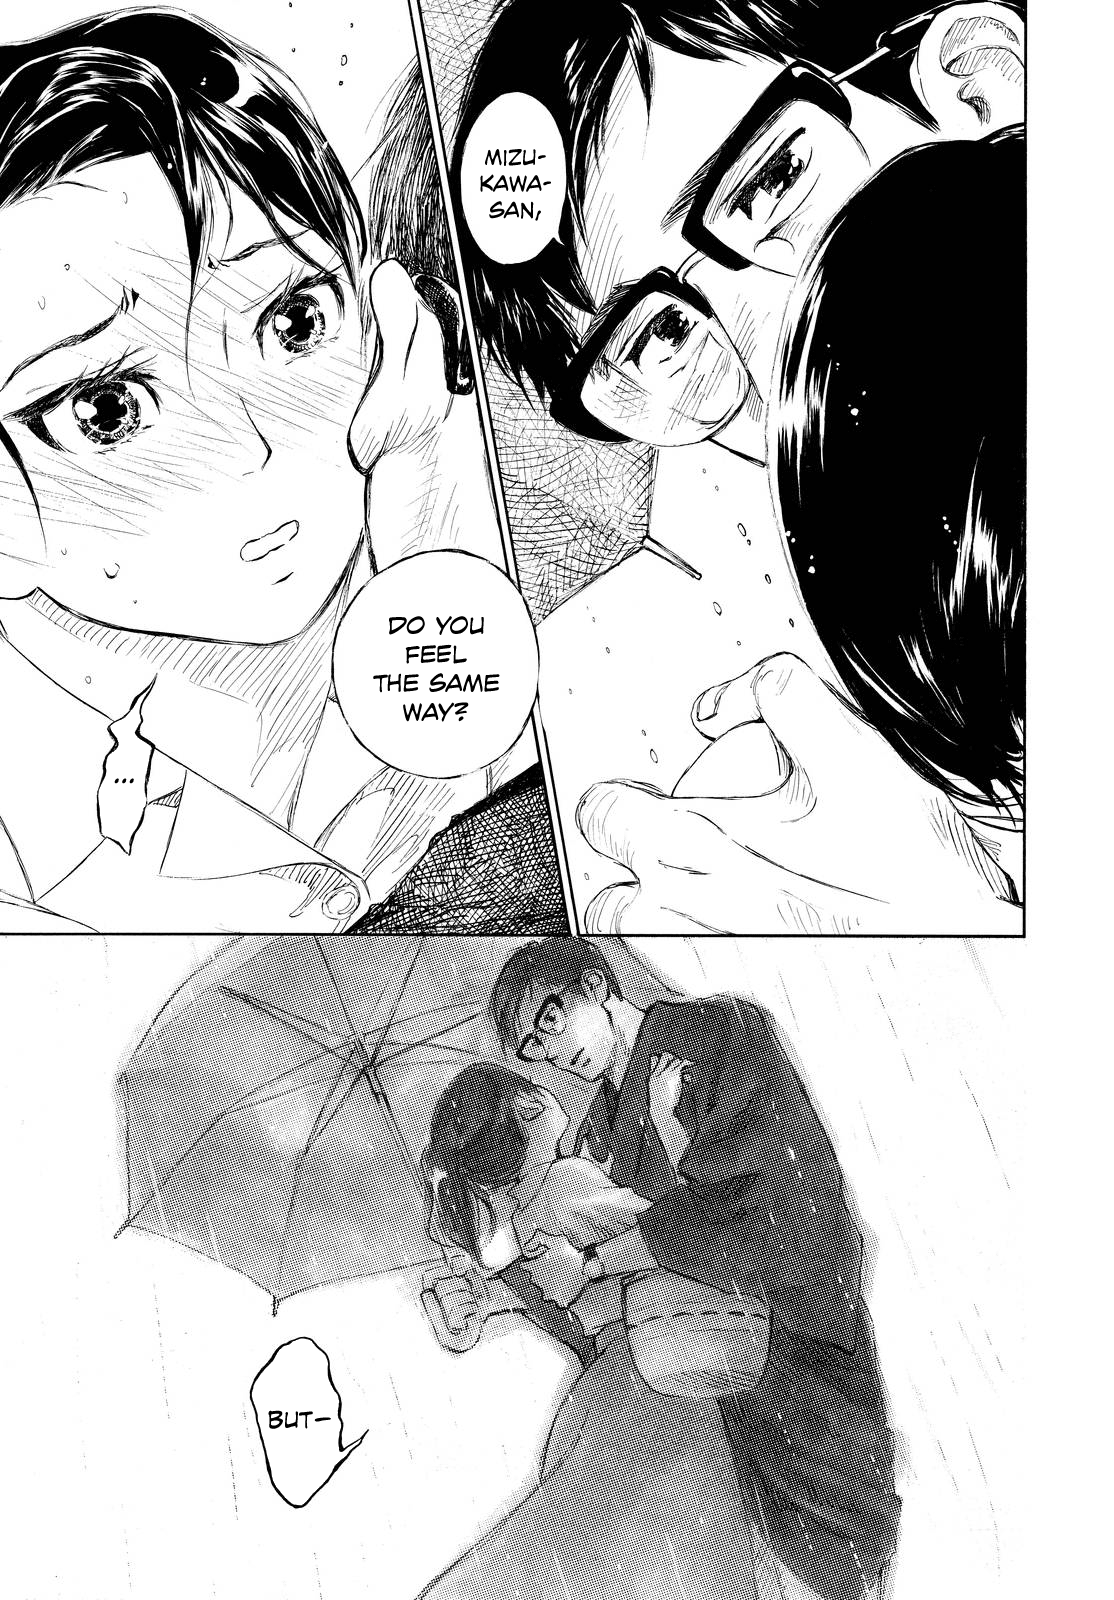 MIZU-
KAWA-
SAN,
DO YOU
FEEL
THE SAME
WAY?
...
BUT-